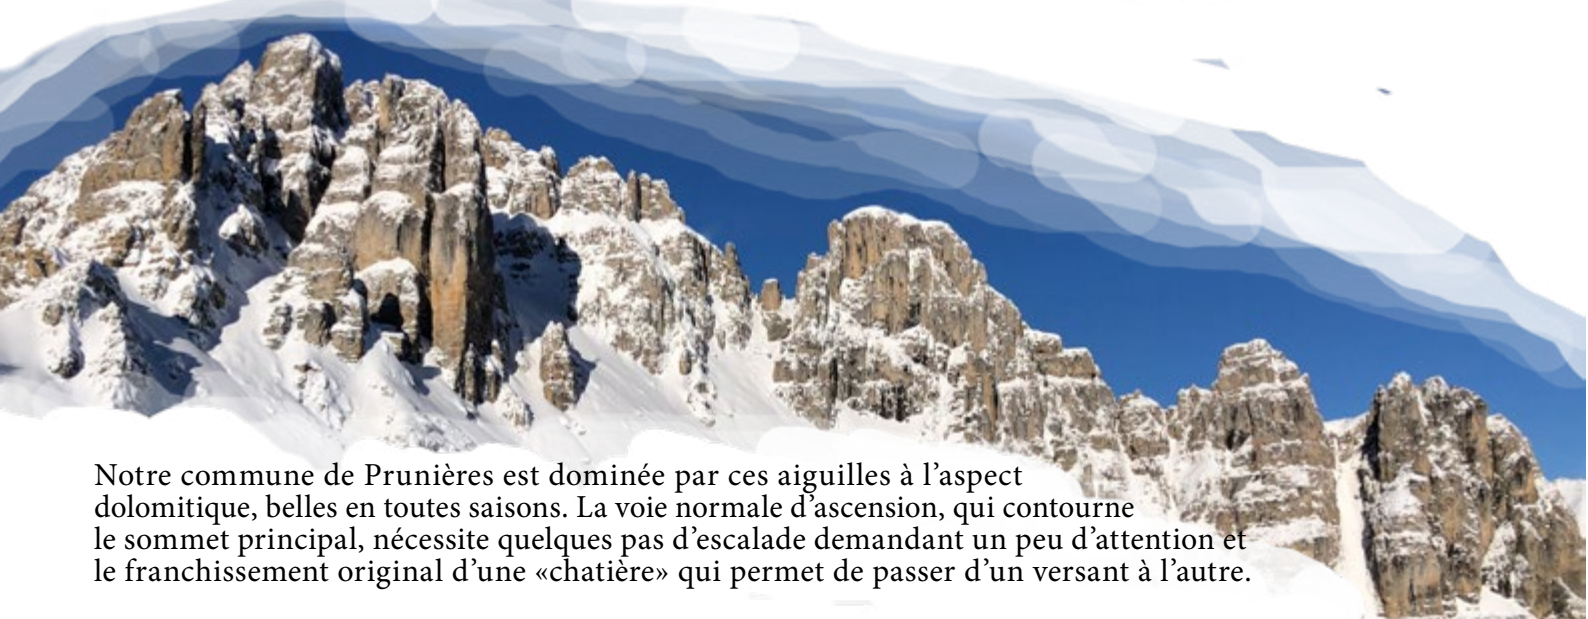 Notre commune de Prunières est dominée par ces aiguilles à l’aspect
dolomitique, belles en toutes saisons. La voie normale d’ascension, qui contourne
le sommet principal, nécessite quelques pas d’escalade demandant un peu d’attention et
le franchissement original d’une «chatière» qui permet de passer d’un versant à l’autre.